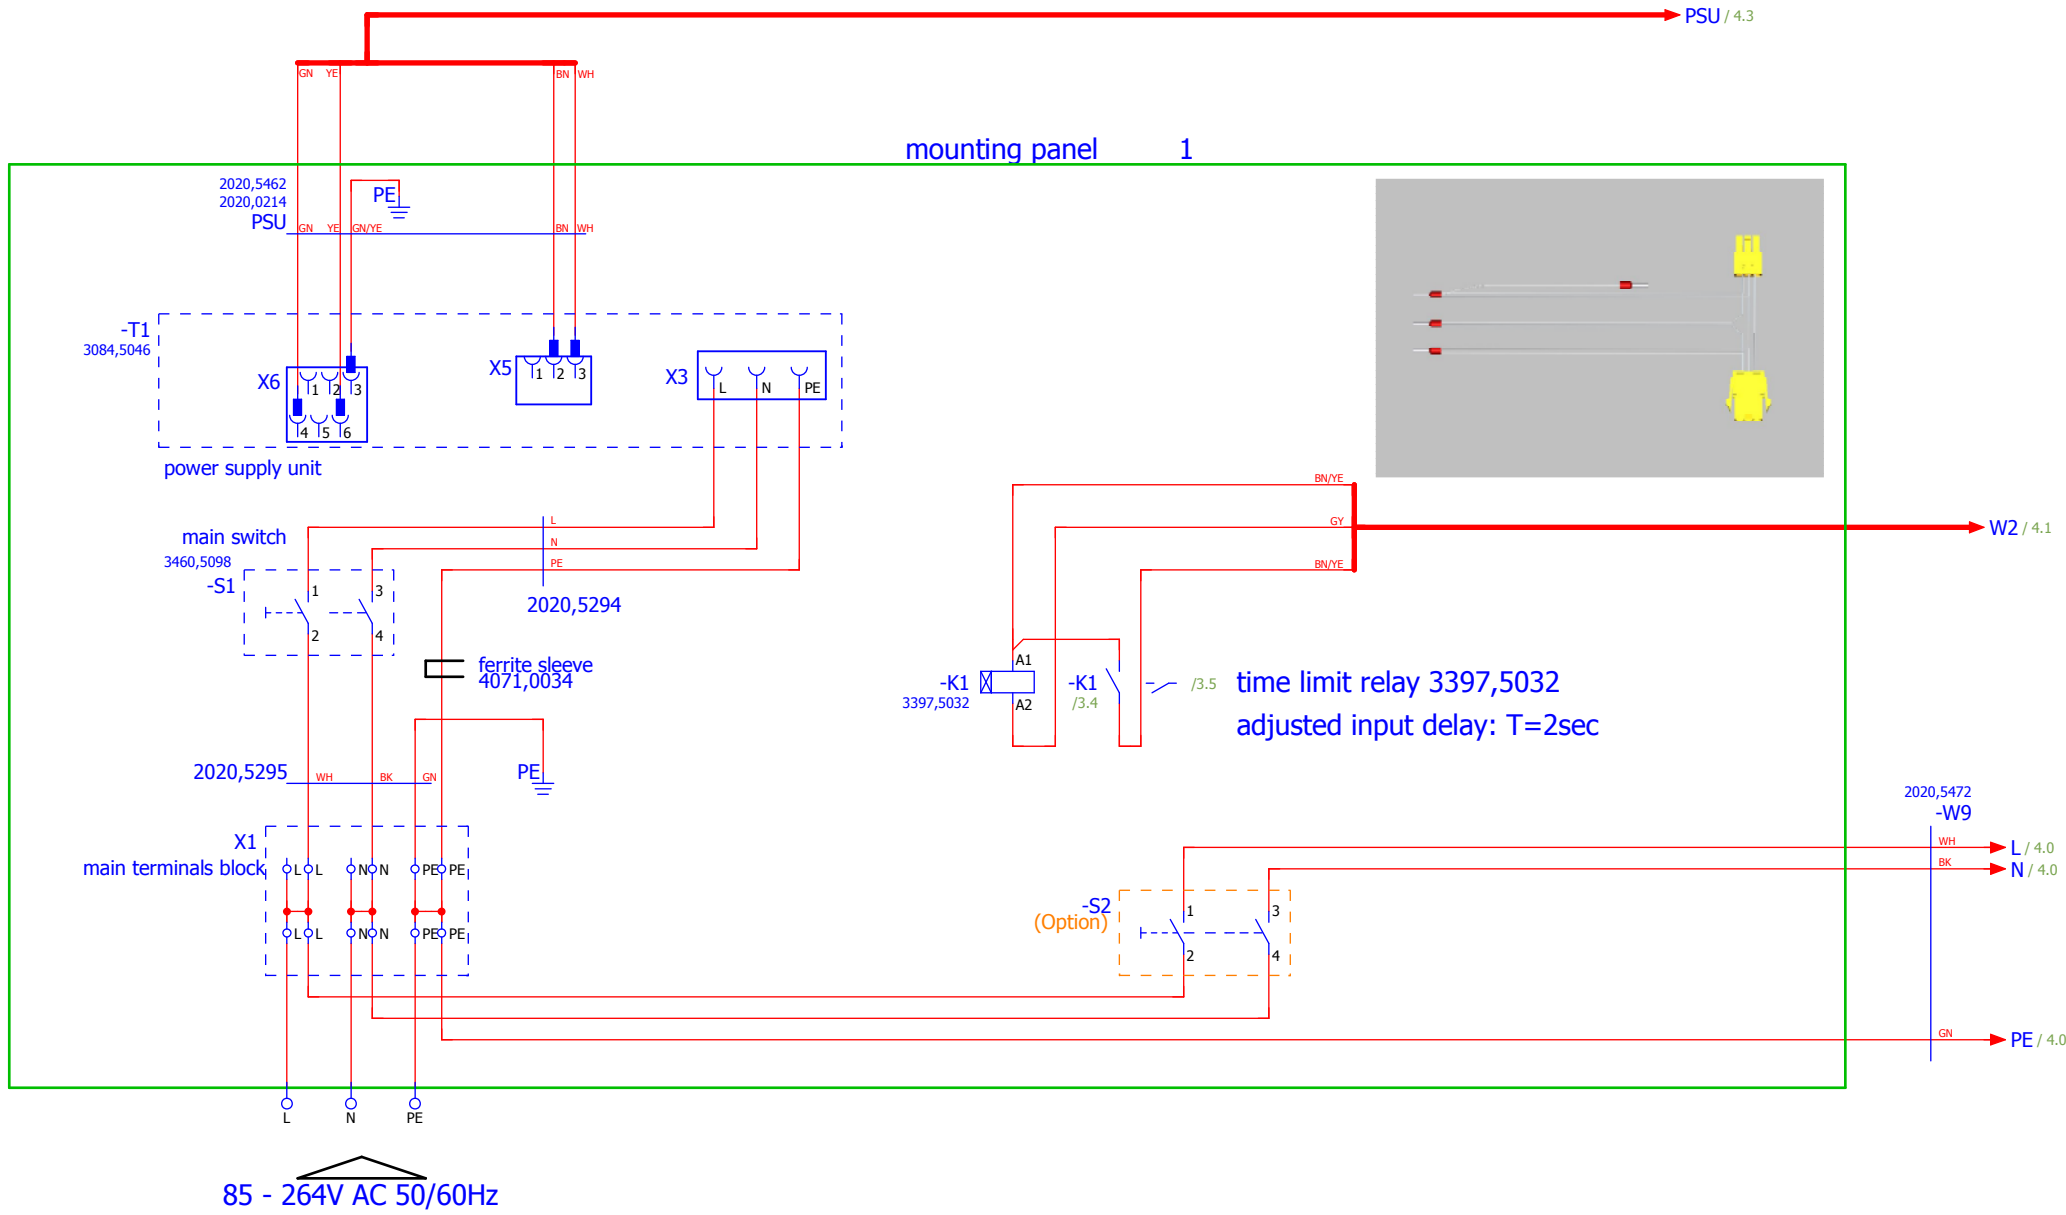 PSU / 4.3
GN YE BN WH
mounting panel 1
2020,5462
2020,0214
PSU
PE
GN YE GN/YE BN WH
-T1
3084,5046
X6
1 2 3
4 5 6
X5
1 2 3
X3
L N PE
power supply unit
BN/YE
GY
BN/YE
W2 / 4.1
main switch
3460,5098
-S1
1 3
2 4
L
N
PE
2020,5294
ferrite sleeve
4071,0034
-K1
3397,5032
A1
A2
-K1
/3.4
/3.5
time limit relay 3397,5032
adjusted input delay: T=2sec
2020,5295
WH BK GN
PE
X1
main terminals block
L L N N PE PE
L L N N PE PE
-S2
(Option)
1 3
2 4
2020,5472
-W9
WH
L / 4.0
BK
N / 4.0
GN
PE / 4.0
L N PE
85 - 264V AC 50/60Hz